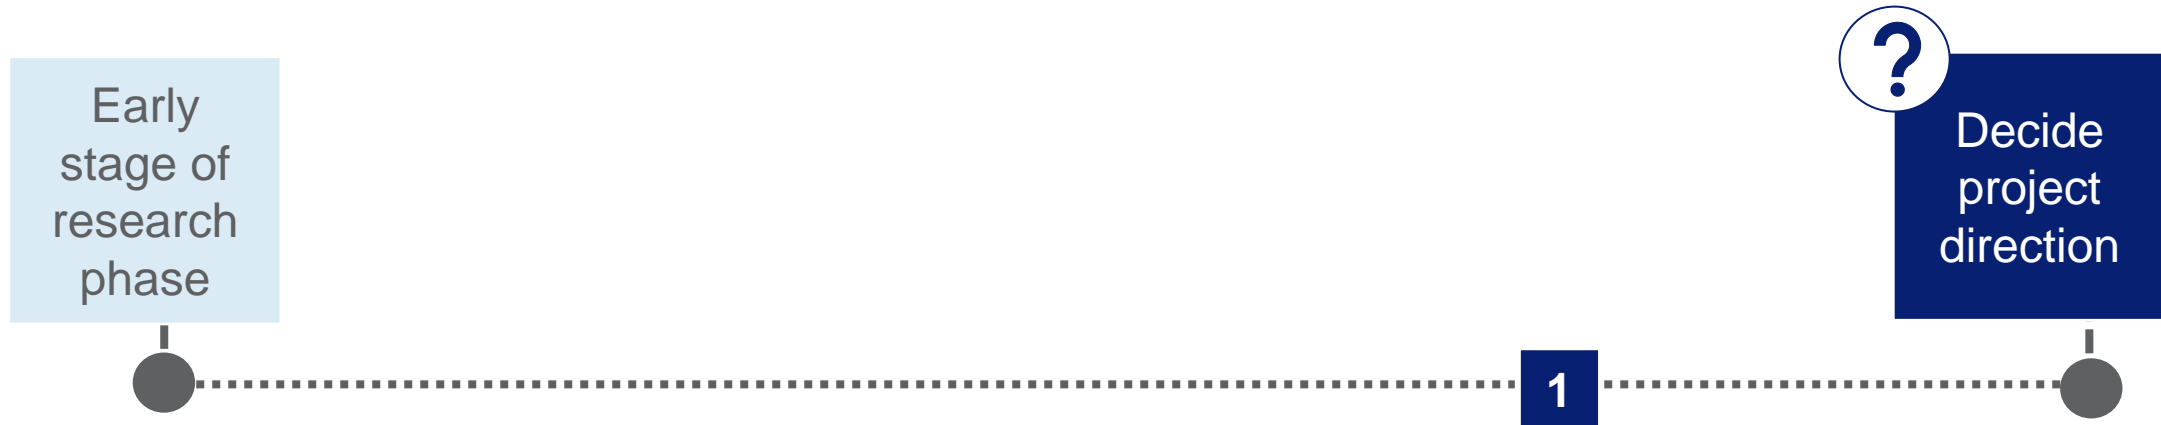 Early
stage of
research
phase
?
Decide
project
direction
1